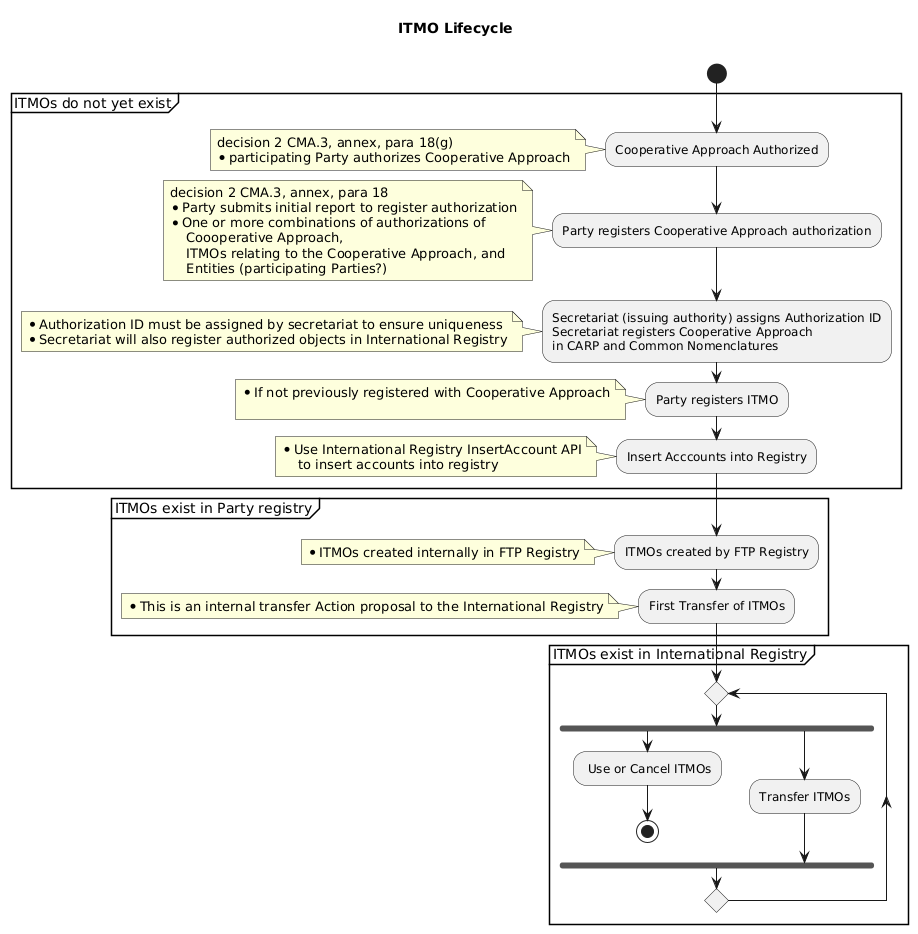 ITMO Lifecycle
ITMOs do not yet exist
decision 2 CMA.3, annex, para 18(g)
• participating Party authorizes Cooperative Approach
Cooperative Approach Authorized
decision 2 CMA.3, annex, para 18
• Party submits initial report to register authorization
• One or more combinations of authorizations of
Coooperative Approach,
ITMOs relating to the Cooperative Approach, and
Entities (participating Parties?)
Party registers Cooperative Approach authorization
• Authorization ID must be assigned by secretariat to ensure uniqueness
• Secretariat will also register authorized objects in International Registry
Secretariat (issuing authority) assigns Authorization ID
Secretariat registers Cooperative Approach
in CARP and Common Nomenclatures
• If not previously registered with Cooperative Approach
Party registers ITMO
• Use International Registry InsertAccount API
to insert accounts into registry
Insert Acccounts into Registry
ITMOs exist in Party registry
• ITMOs created internally in FTP Registry
ITMOs created by FTP Registry
• This is an internal transfer Action proposal to the International Registry
First Transfer of ITMOs
ITMOs exist in International Registry
Use or Cancel ITMOs
Transfer ITMOs